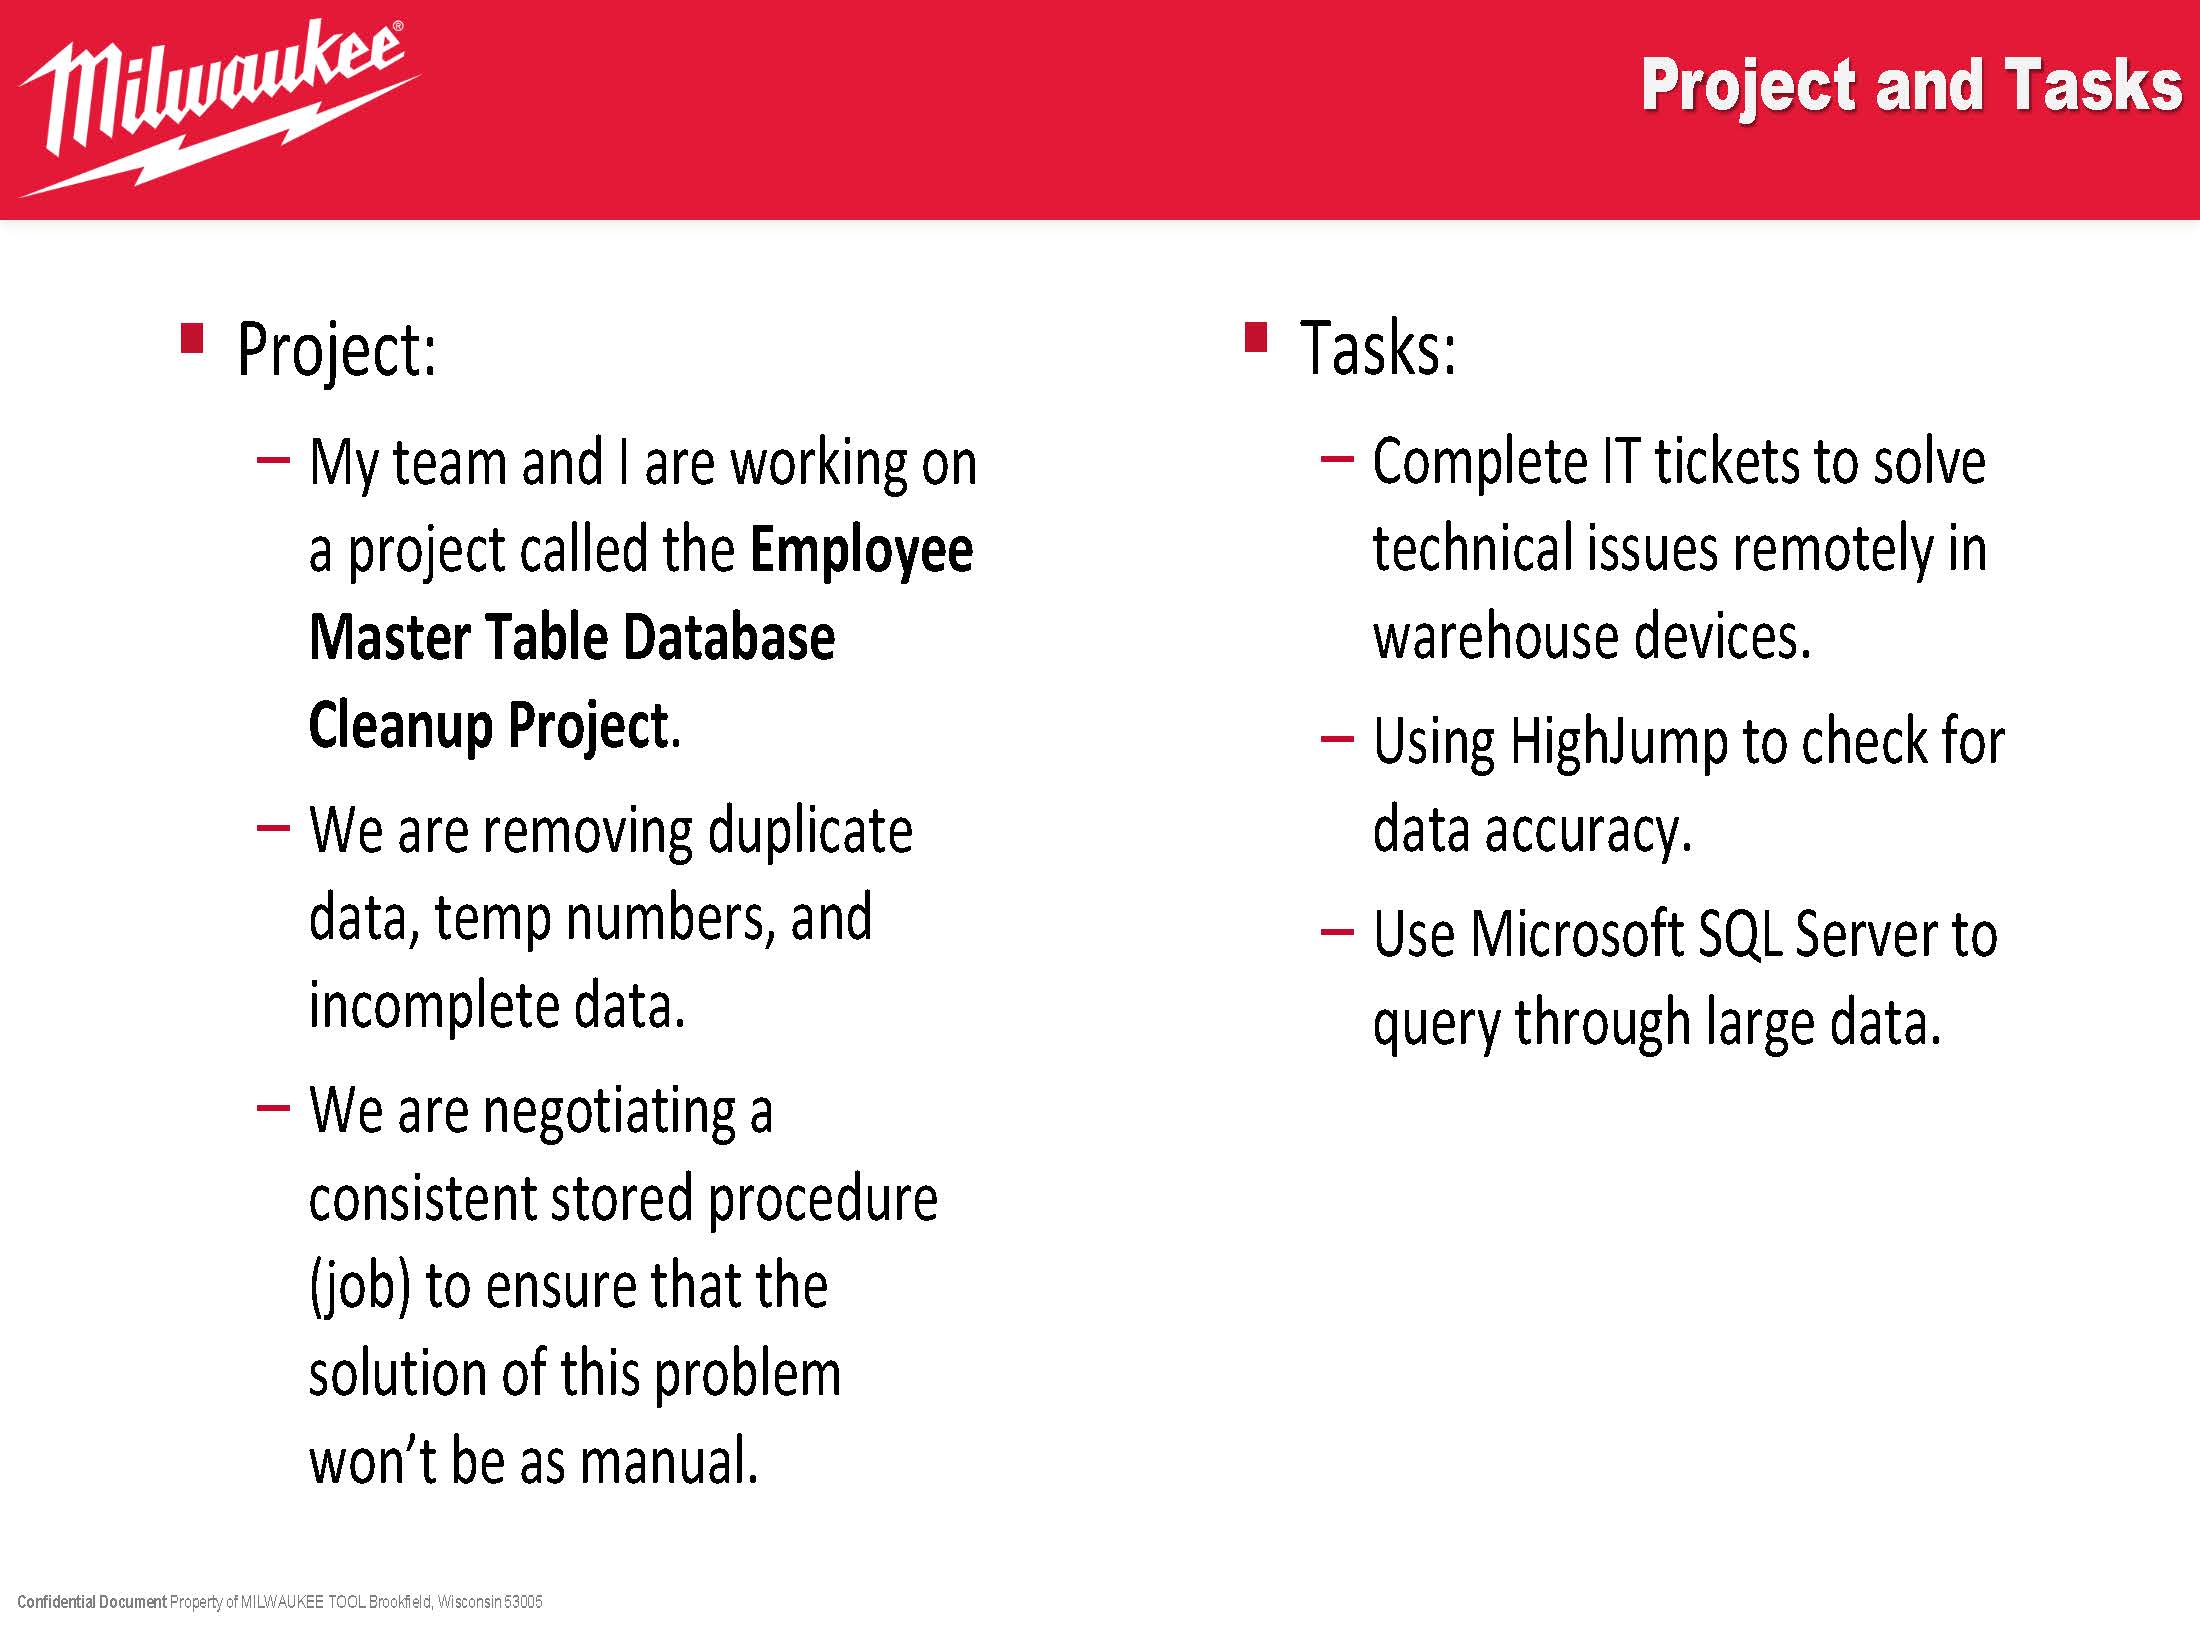 Milwaukee®
Project and Tasks
▪ Project:
– My team and I are working on
a project called the Employee
Master Table Database
Cleanup Project.
– We are removing duplicate
data, temp numbers, and
incomplete data.
– We are negotiating a
consistent stored procedure
(job) to ensure that the
solution of this problem
won’t be as manual.
▪ Tasks:
– Complete IT tickets to solve
technical issues remotely in
warehouse devices.
– Using HighJump to check for
data accuracy.
– Use Microsoft SQL Server to
query through large data.
Confidential Document Property of MILWAUKEE TOOL Brookfield, Wisconsin 53005